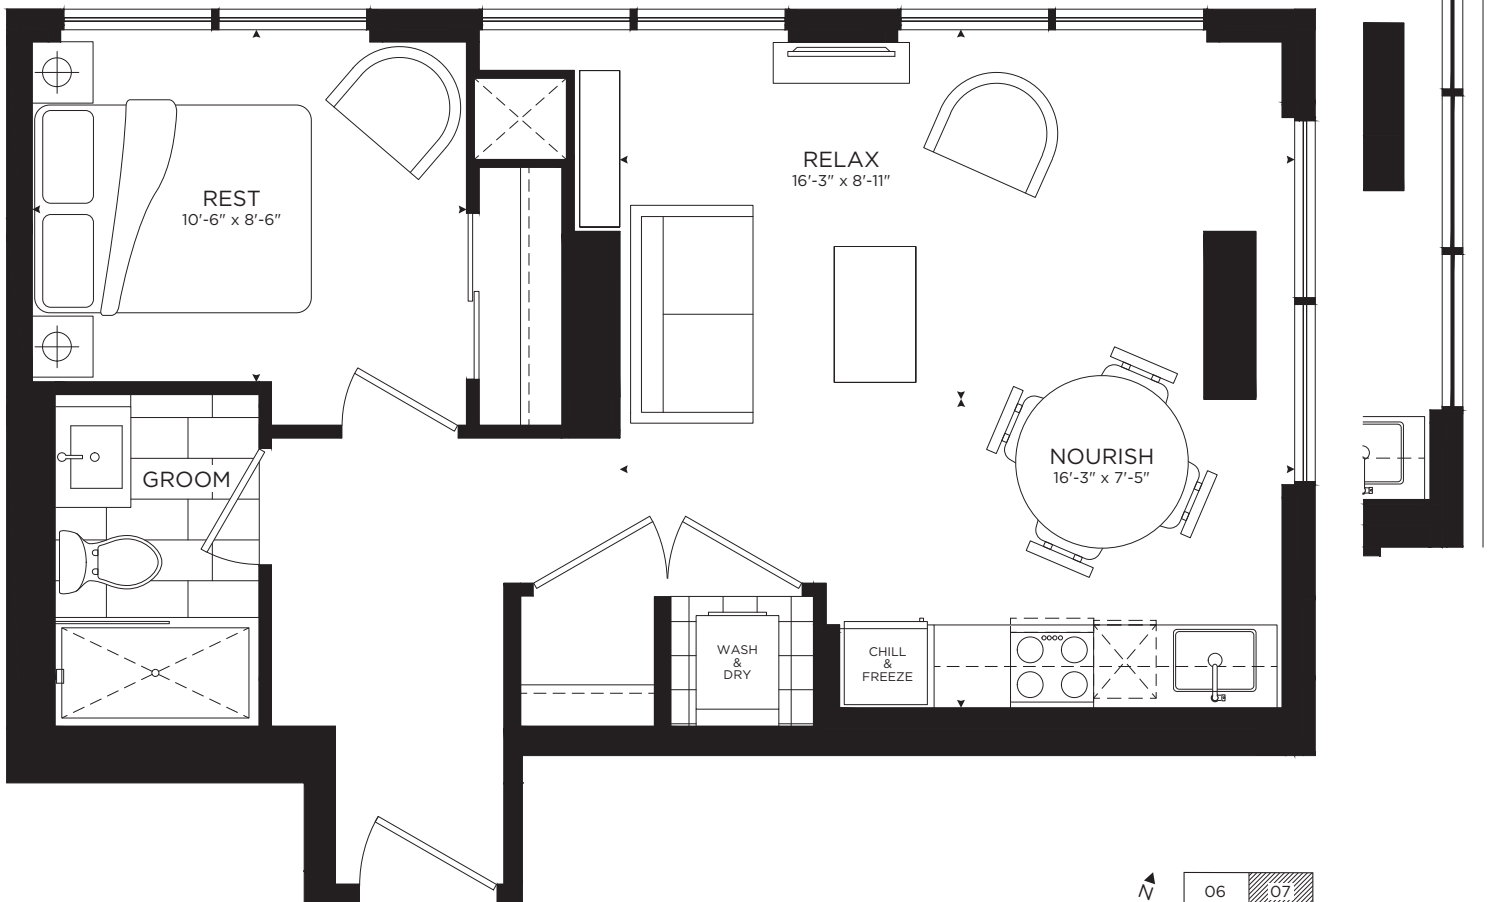 REST
10'-6" x 8'-6"
RELAX
16'-3" x 8'-11"
GROOM
NOURISH
16'-3" x 7'-5"
WASH
&
DRY
CHILL
&
FREEZE
N
06
07